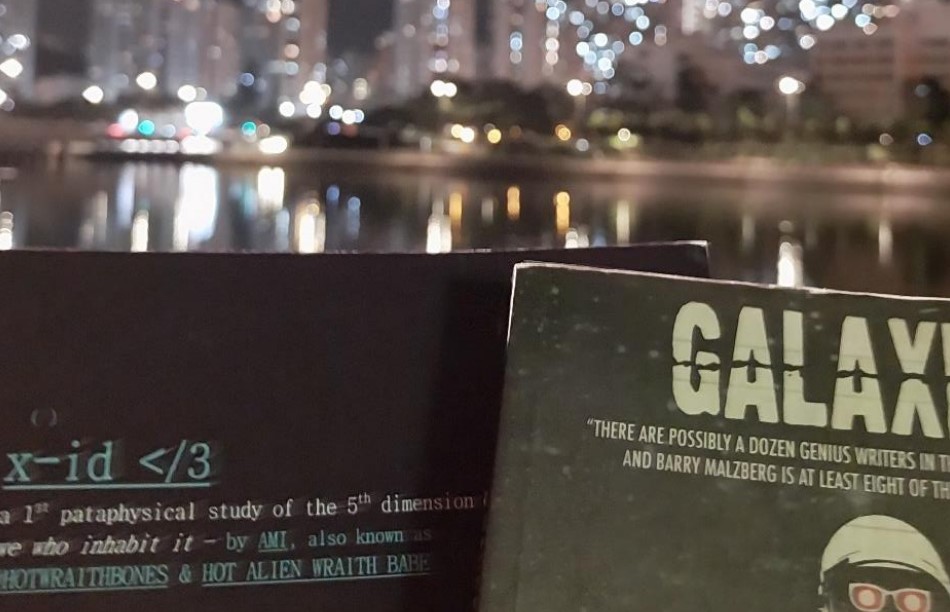 ()
x-id </3
a 1st pataphysical study of the 5th dimension
we who inhabit it – by AMI, also known as
HOTWRAITHBONES & HOT ALIEN WRAITH BABE
GALAX
"THERE ARE POSSIBLY A DOZEN GENIUS WRITERS IN
AND BARRY MALZBERG IS AT LEAST EIGHT OF